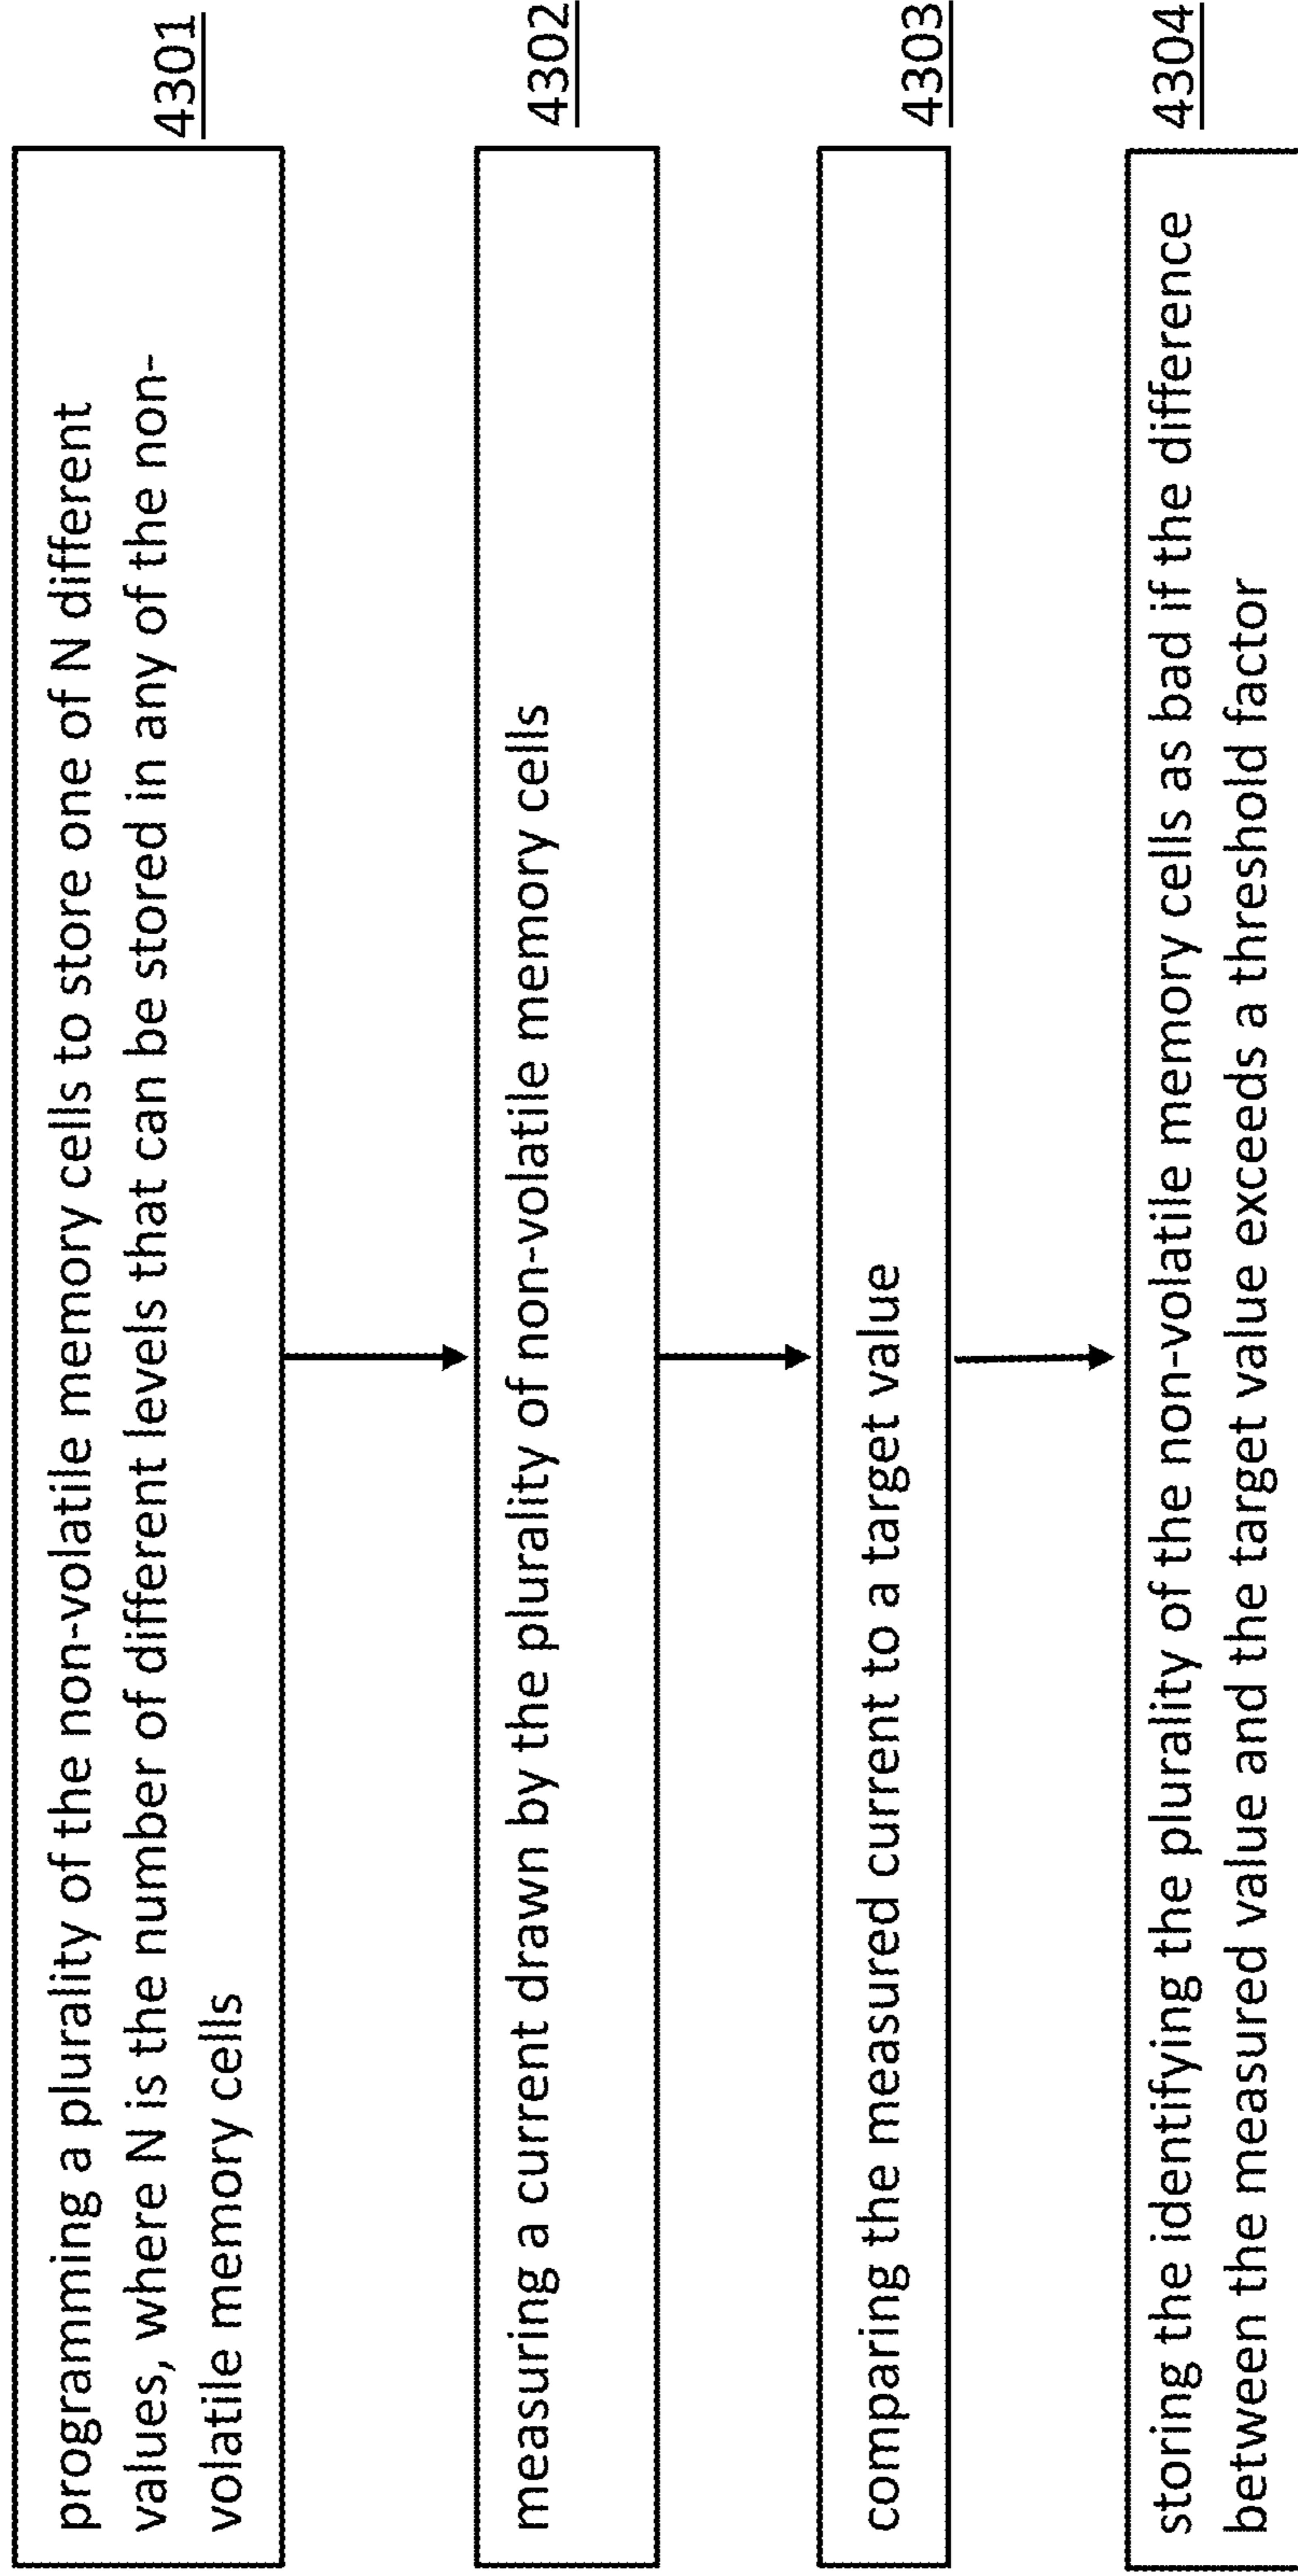 programming a plurality of the non-volatile memory cells to store one of N different
values, where N is the number of different levels that can be stored in any of the non-
volatile memory cells
4301
measuring a current drawn by the plurality of non-volatile memory cells
4302
comparing the measured current to a target value
4303
storing the identifying the plurality of the non-volatile memory cells as bad if the difference
between the measured value and the target value exceeds a threshold factor
4304